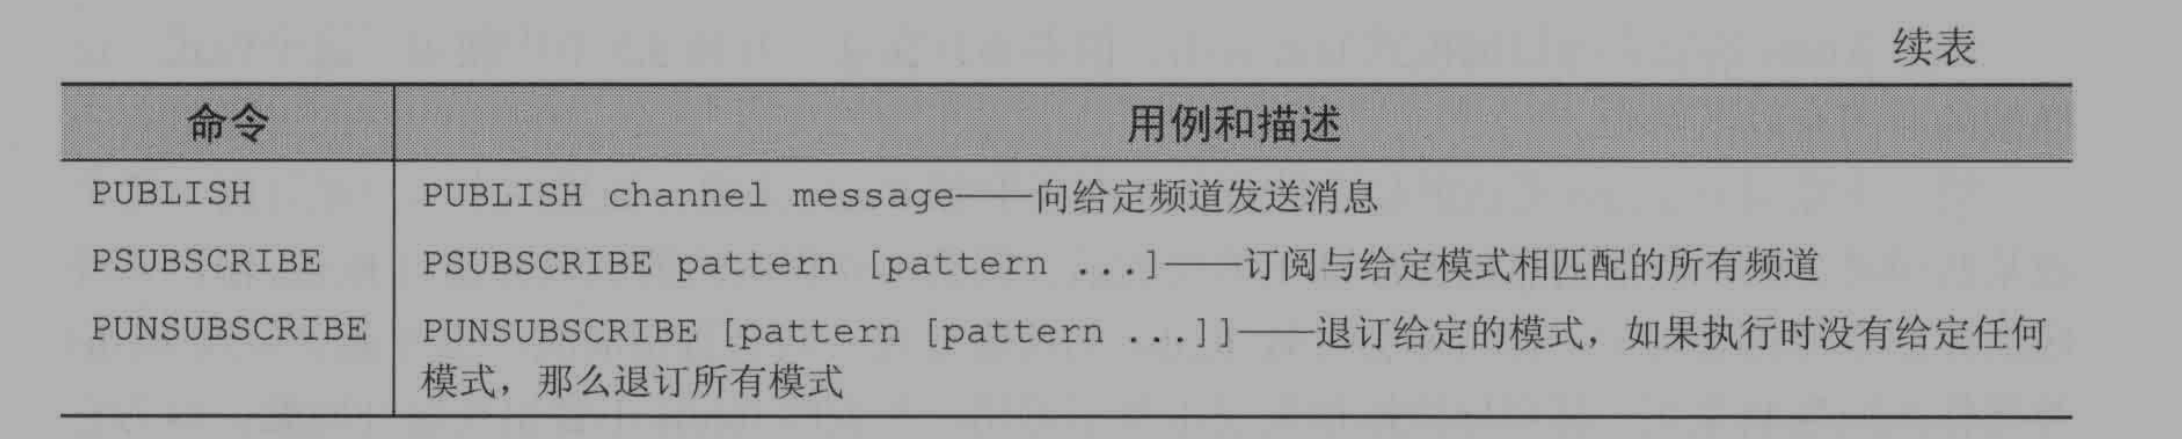 续表
命令 用例和描述
PUBLISH PUBLISH channel message——向给定频道发送消息
PSUBSCRIBE PSUBSCRIBE pattern [pattern ...]——订阅与给定模式相匹配的所有频道
PUNSUBSCRIBE PUNSUBSCRIBE [pattern [pattern ...]]——退订给定的模式，如果执行时没有给定任何
模式，那么退订所有模式